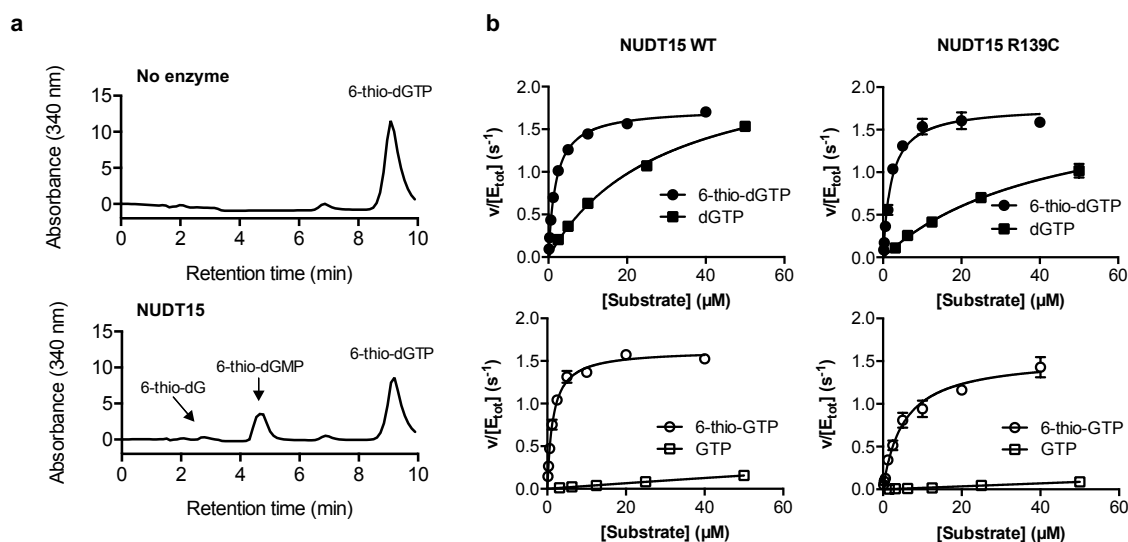 a
No enzyme
6-thio-dGTP
Absorbance (340 nm)
15
10
5
0
0 2 4 6 8 10
Retention time (min)
NUDT15
6-thio-dG
6-thio-dGMP
6-thio-dGTP
Absorbance (340 nm)
15
10
5
0
0 2 4 6 8 10
Retention time (min)
b
NUDT15 WT
v/[Etot] (s-1)
2.0
1.5
1.0
0.5
0.0
6-thio-dGTP
dGTP
0 20 40 60
[Substrate] (µM)
NUDT15 R139C
v/[Etot] (s-1)
2.0
1.5
1.0
0.5
0.0
6-thio-dGTP
dGTP
0 20 40 60
[Substrate] (µM)
v/[Etot] (s-1)
2.0
1.5
1.0
0.5
0.0
6-thio-GTP
GTP
0 20 40 60
[Substrate] (µM)
v/[Etot] (s-1)
2.0
1.5
1.0
0.5
0.0
6-thio-GTP
GTP
0 20 40 60
[Substrate] (µM)